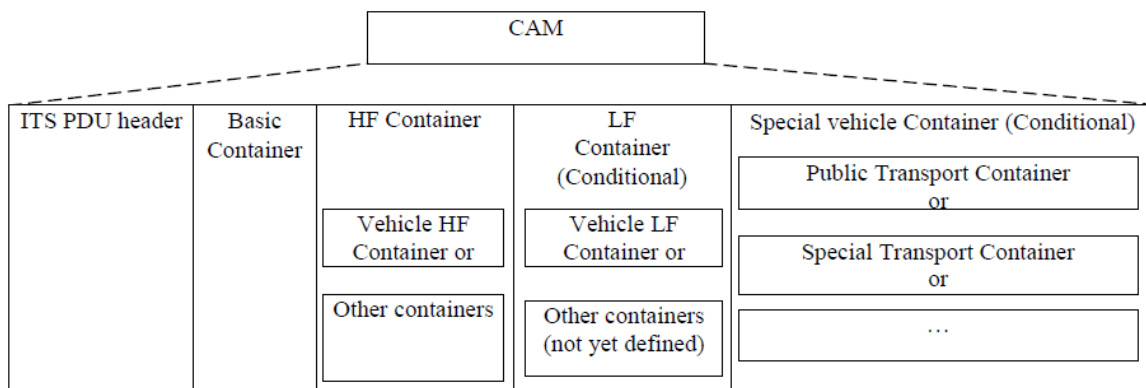 CAM
ITS PDU header
Basic
Container
HF Container
Vehicle HF
Container or
Other containers
LF
Container
(Conditional)
Vehicle LF
Container or
Other containers
(not yet defined)
Special vehicle Container (Conditional)
Public Transport Container
or
Special Transport Container
or
…